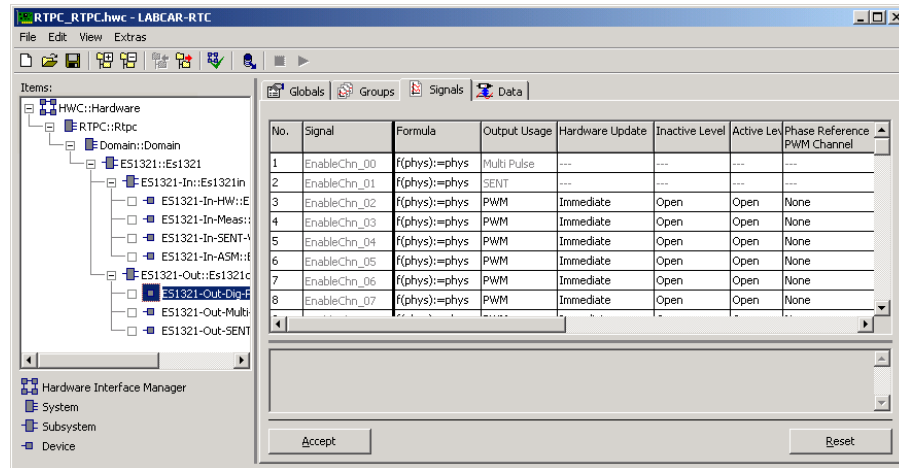 RTPC_RTPC.hwc - LABCAR-RTC
File Edit View Extras
Items:
HWC::Hardware
RTPC::Rtpc
Domain::Domain
ES1321::Es1321
ES1321-In::Es1321in
ES1321-In-HW::E
ES1321-In-Meas::
ES1321-In-SENT-
ES1321-In-ASM::E
ES1321-Out::Es1321o
ES1321-Out-Dig-P
ES1321-Out-Multi-
ES1321-Out-SENT
Hardware Interface Manager
System
Subsystem
Device
Globals Groups Signals Data
No. Signal Formula Output Usage Hardware Update Inactive Level Active Lev Phase Reference PWM Channel
1 EnableChn_00 f(phys):=phys Multi Pulse --- --- --- ---
2 EnableChn_01 f(phys):=phys SENT --- --- --- ---
3 EnableChn_02 f(phys):=phys PWM Immediate Open Open None
4 EnableChn_03 f(phys):=phys PWM Immediate Open Open None
5 EnableChn_04 f(phys):=phys PWM Immediate Open Open None
6 EnableChn_05 f(phys):=phys PWM Immediate Open Open None
7 EnableChn_06 f(phys):=phys PWM Immediate Open Open None
8 EnableChn_07 f(phys):=phys PWM Immediate Open Open None
Accept Reset